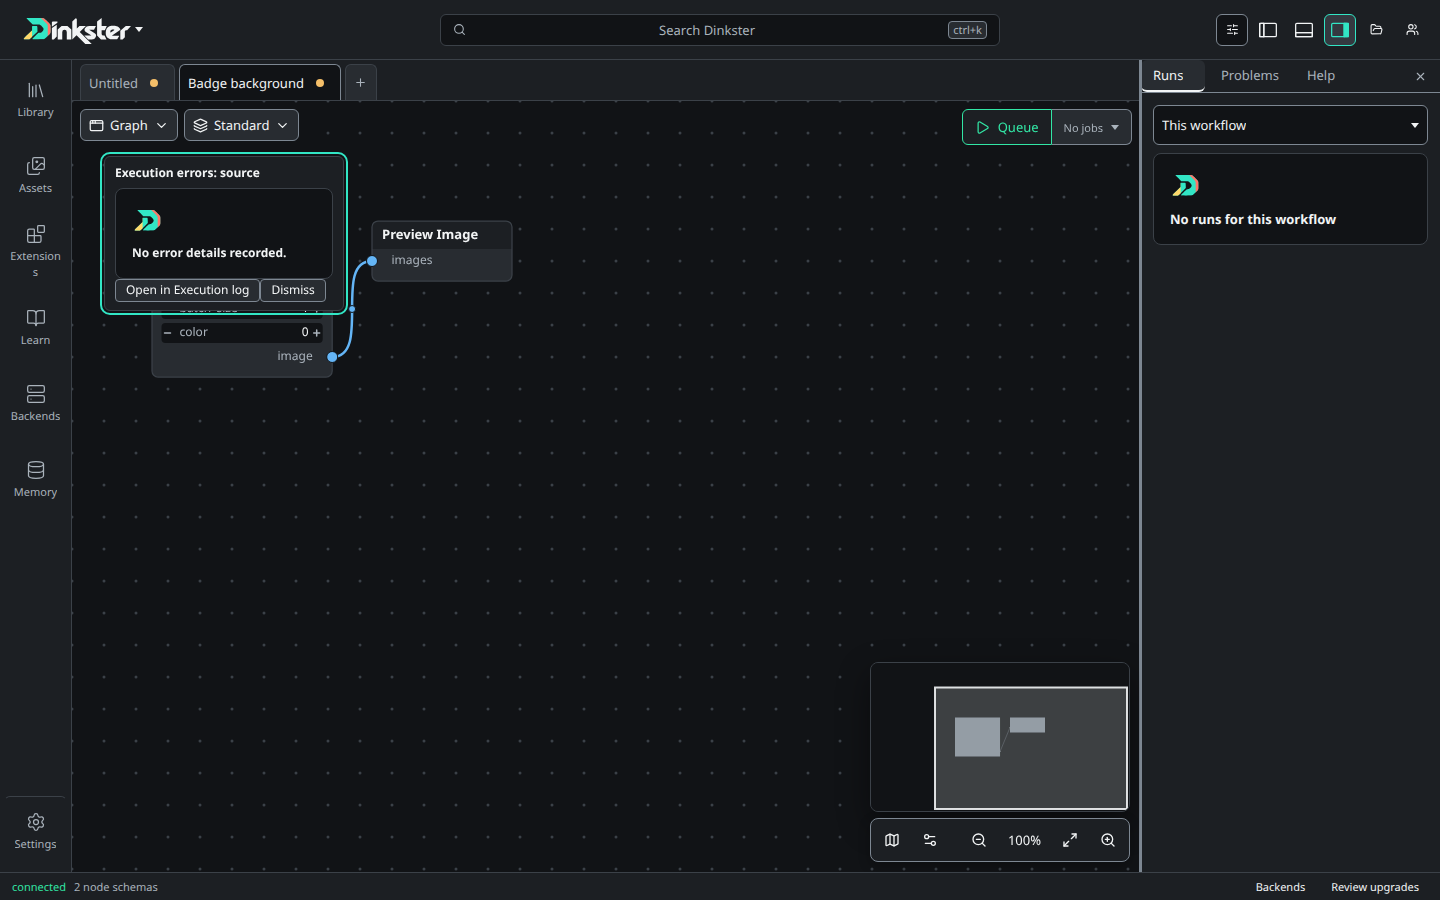 Dinkster
Search Dinkster
ctrl+k
Library
Assets
Extension
s
Learn
Backends
Memory
Settings
Untitled
Badge background
Graph
Standard
Queue
No jobs
Execution errors: source
No error details recorded.
Open in Execution log
Dismiss
color
0
image
Preview Image
images
100%
Runs
Problems
Help
This workflow
No runs for this workflow
connected
2 node schemas
Backends
Review upgrades